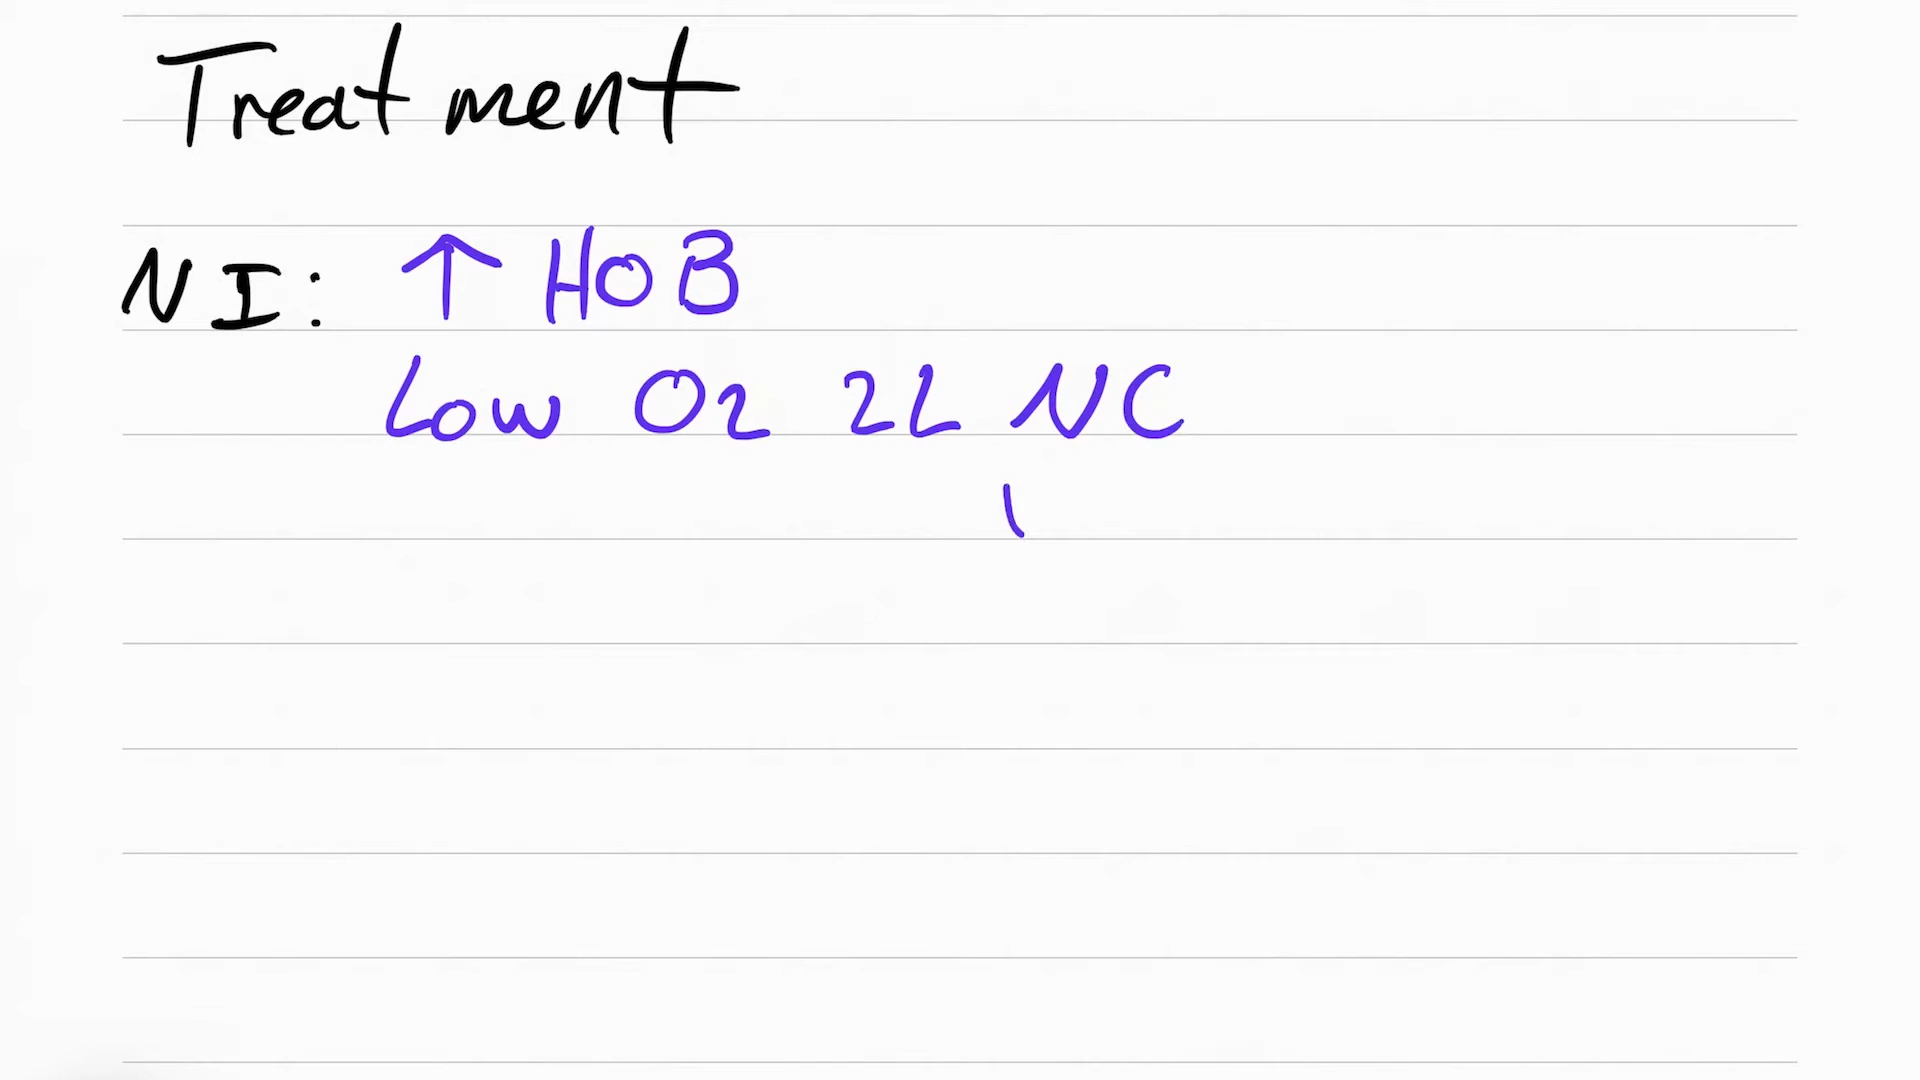 Treatment
NI: ↑ HOB
Low O2 2L NC